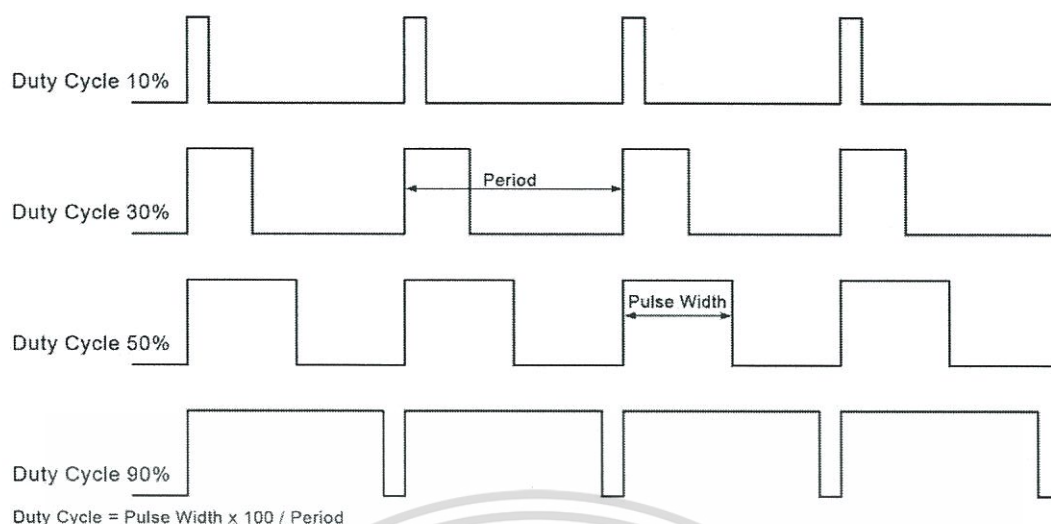 Duty Cycle 10%
Period
Duty Cycle 30%
Pulse Width
Duty Cycle 50%
Duty Cycle 90%
Duty Cycle = Pulse Width x 100 / Period